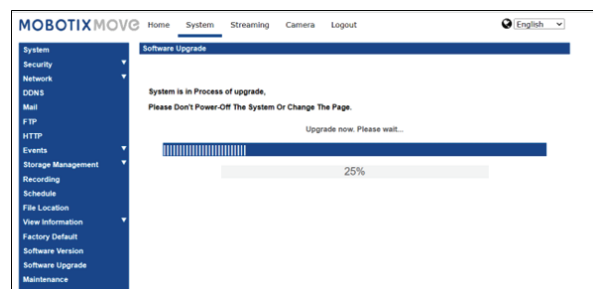 MOBOTIXMOVE Home System Streaming Camera Logout English
System
Software Upgrade
Security
Network
DDNS
System is in Process of upgrade,
Mail
Please Don't Power-Off The System Or Change The Page.
FTP
Upgrade now. Please wait...
HTTP
Events
Storage Management
25%
Recording
Schedule
File Location
View Information
Factory Default
Software Version
Software Upgrade
Maintenance